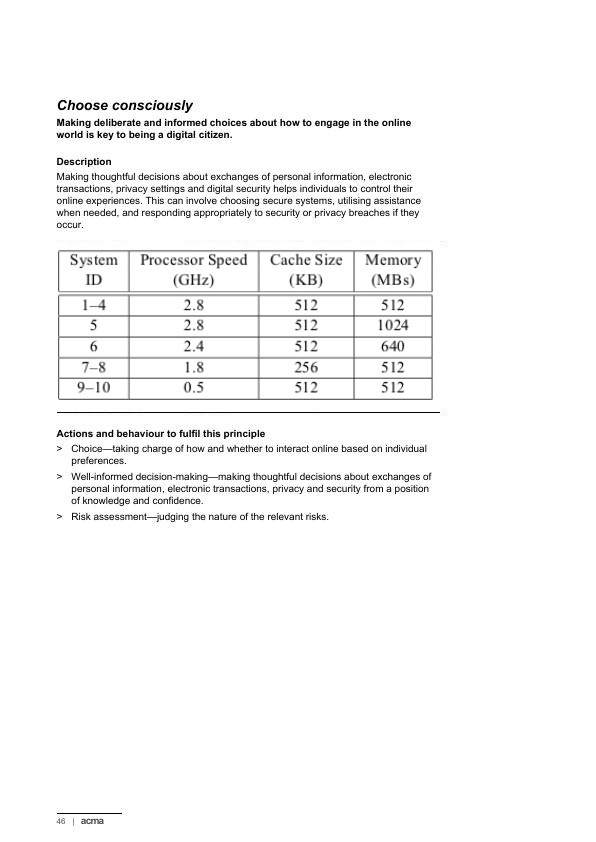 Choose consciously
Making deliberate and informed choices about how to engage in the online
world is key to being a digital citizen.
Description
Making thoughtful decisions about exchanges of personal information, electronic
transactions, privacy settings and digital security helps individuals to control their
online experiences. This can involve choosing secure systems, utilising assistance
when needed, and responding appropriately to security or privacy breaches if they
occur.
System Processor Speed Cache Size Memory
ID (GHz) (KB) (MBs)
1–4 2.8 512 512
5 2.8 512 1024
6 2.4 512 640
7–8 1.8 256 512
9–10 0.5 512 512
Actions and behaviour to fulfil this principle
> Choice—taking charge of how and whether to interact online based on individual
preferences.
> Well-informed decision-making—making thoughtful decisions about exchanges of
personal information, electronic transactions, privacy and security from a position
of knowledge and confidence.
> Risk assessment—judging the nature of the relevant risks.
46 | acma